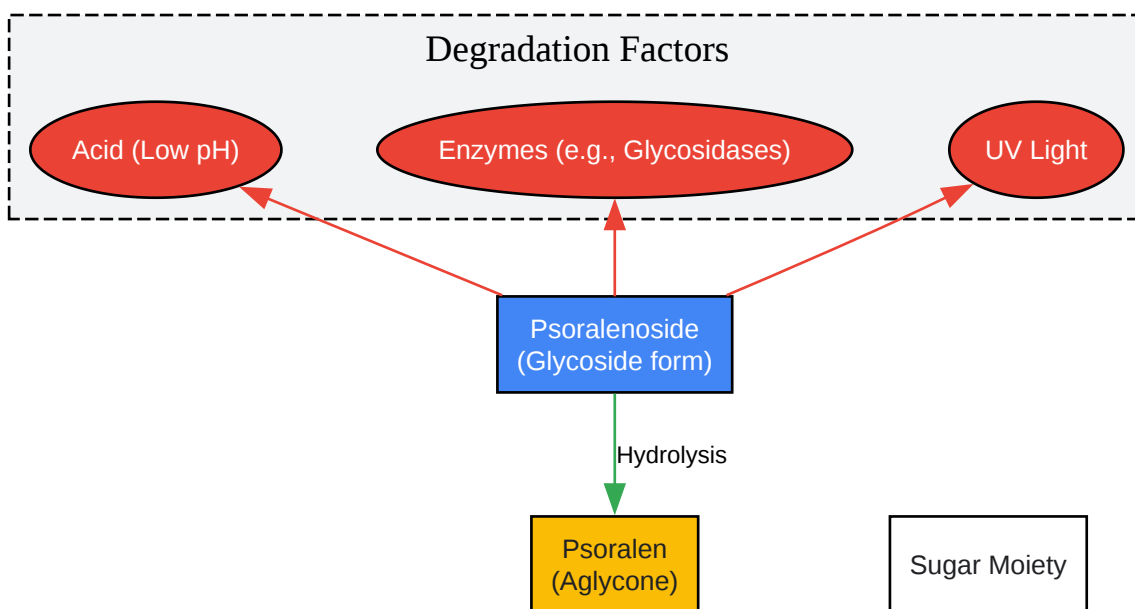 Degradation Factors
Acid (Low pH)
Enzymes (e.g., Glycosidases)
UV Light
Psoralenoside
(Glycoside form)
Hydrolysis
Psoralen
(Aglycone)
Sugar Moiety